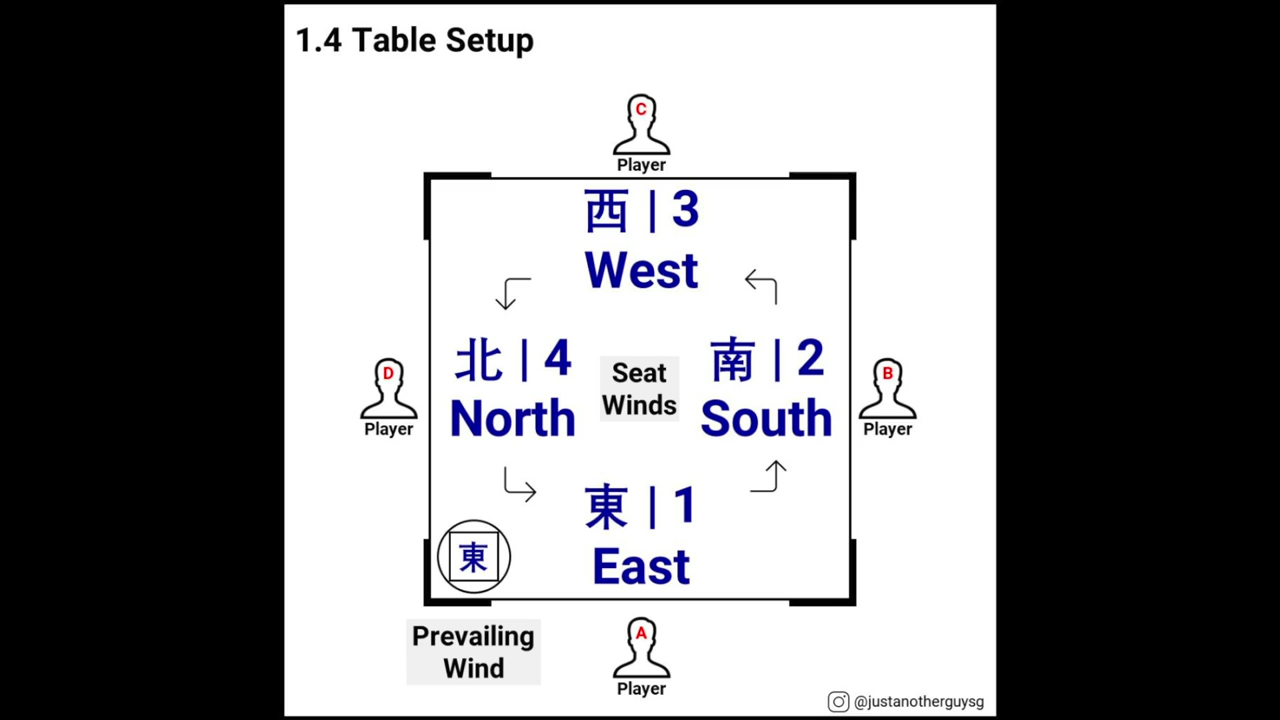 1.4 Table Setup
C
Player
西 | 3
West
北 | 4
North
Seat
Winds
南 | 2
South
D
Player
B
Player
東 | 1
East
東
Prevailing
Wind
A
Player
@justanotherguysg